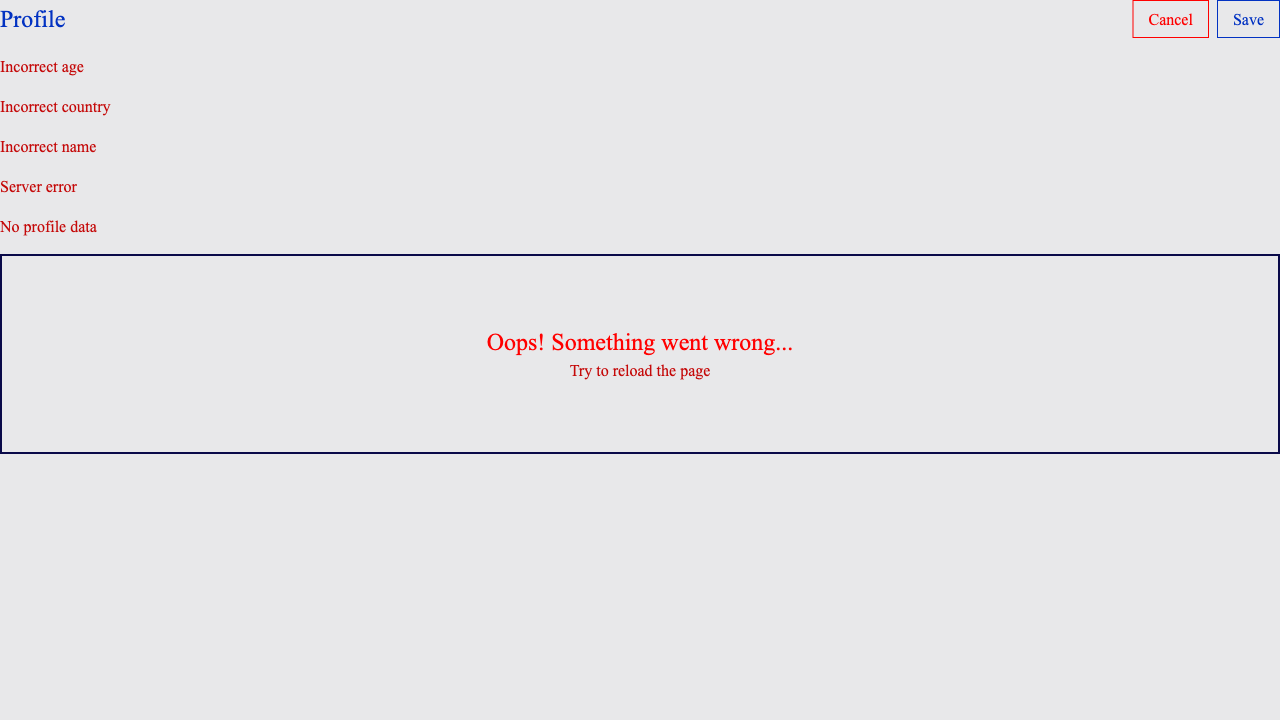 Profile
Cancel
Save
Incorrect age
Incorrect country
Incorrect name
Server error
No profile data
Oops! Something went wrong...
Try to reload the page